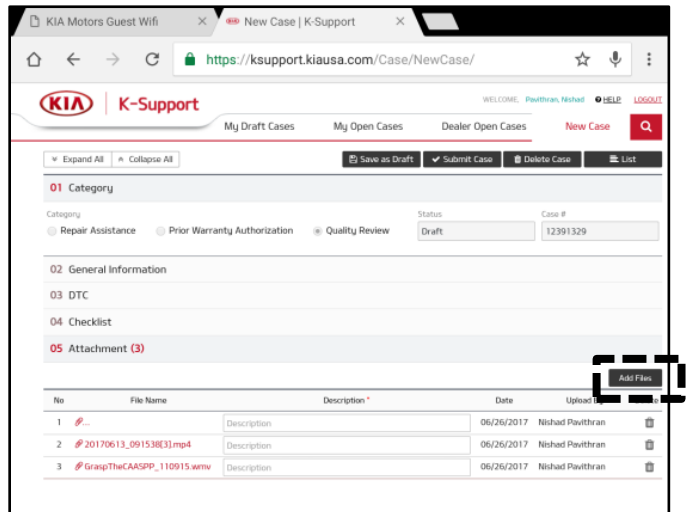 KIA Motors Guest Wifi
New Case | K-Support
https://ksupport.kiausa.com/Case/NewCase/
KIA K-Support
WELCOME, Pavithran, Nishad HELP LOGOUT
My Draft Cases My Open Cases Dealer Open Cases New Case
Expand All Collapse All Save as Draft Submit Case Delete Case List
01 Category
Category Status Case #
Repair Assistance Prior Warranty Authorization Quality Review Draft 12391329
02 General Information
03 DTC
04 Checklist
05 Attachment (3)
Add Files
No File Name Description * Date Upload
1 ... Description 06/26/2017 Nishad Pavithran
2 20170613_091538[3].mp4 Description 06/26/2017 Nishad Pavithran
3 GraspTheCAASPP_110915.wmv Description 06/26/2017 Nishad Pavithran